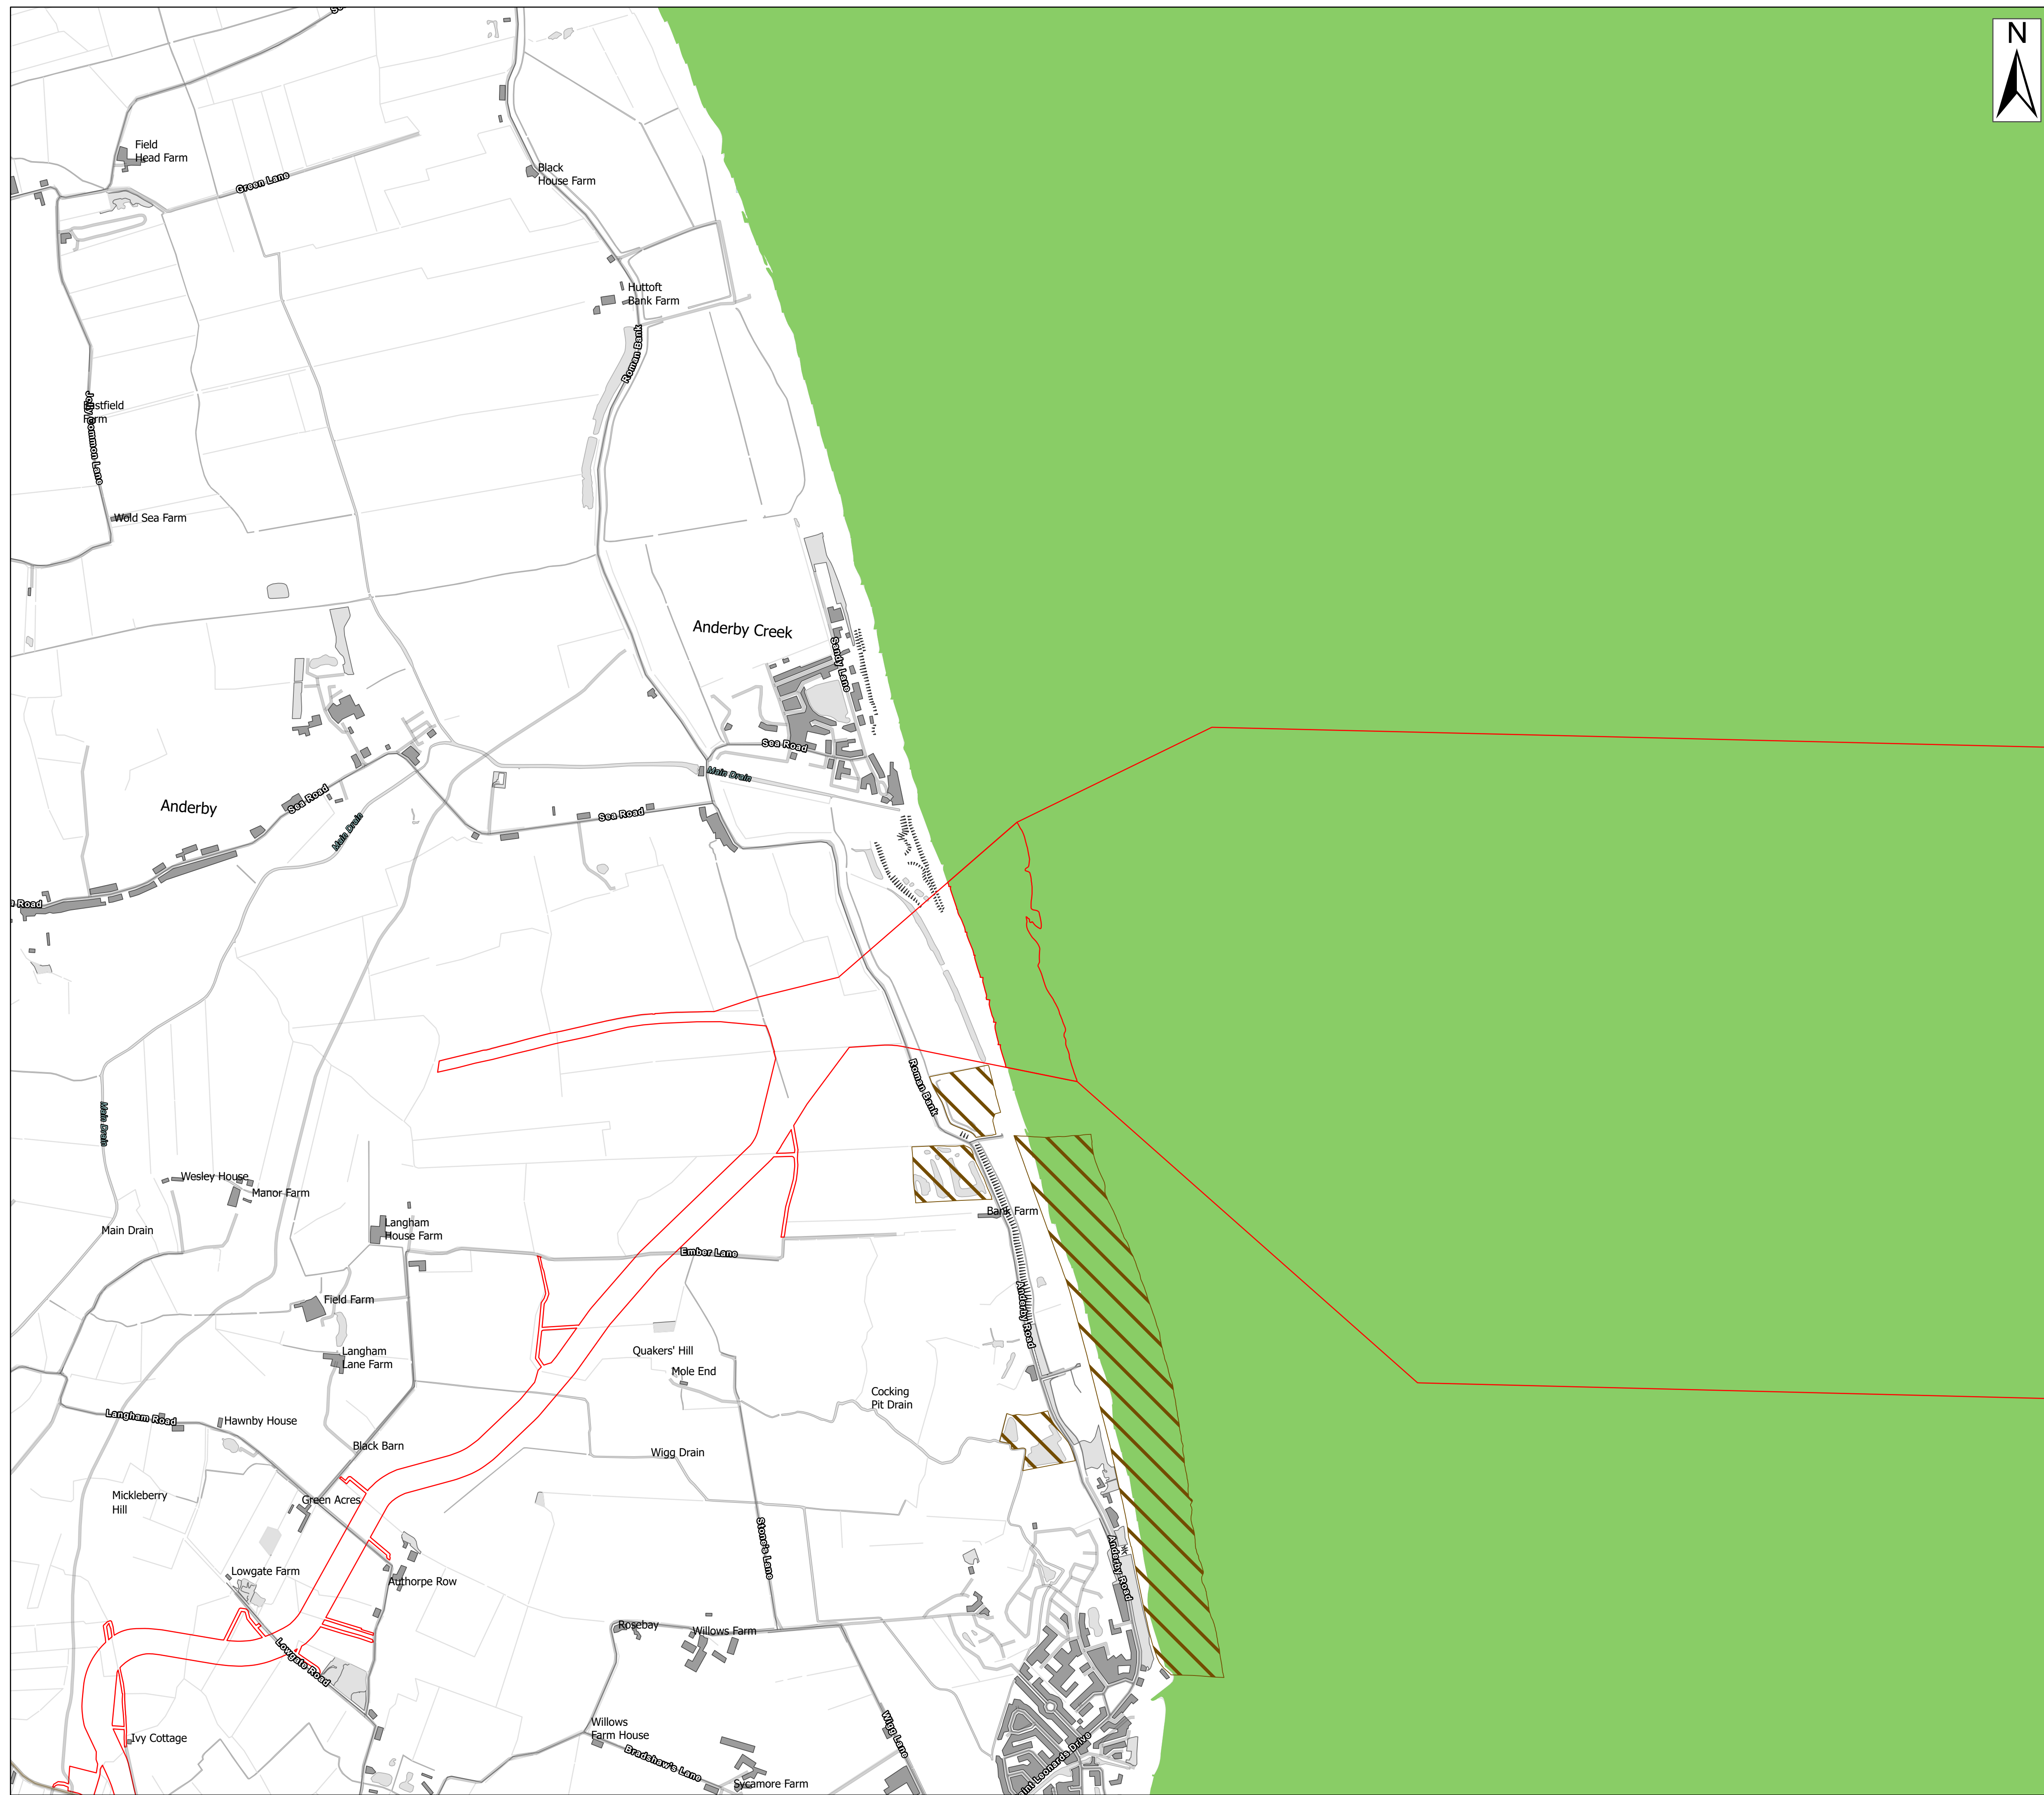 N
Field
Head Farm
Green Lane
Black
House Farm
Huttoft
Bank Farm
Roman Bank
Farm
Wold Sea Farm
Anderby Creek
Sandy Lane
Sea Road
Main Drain
Anderby
Sea Road
Sea Road
Main Drain
Road
Roman Bank
Main Drain
Wesley House
Manor Farm
Main Drain
Langham
House Farm
Bank Farm
Ember Lane
Field Farm
Anderby Road
Langham
Lane Farm
Quakers' Hill
Mole End
Cocking
Pit Drain
Langham Road
Hawnby House
Black Barn
Wigg Drain
Mickleberry
Hill
Green Acres
Stone's Lane
Anderby Road
Lowgate Farm
Authorpe Row
Rosebay
Willows Farm
Lowgate Road
Ivy Cottage
Willows
Farm House
Wigg Lane
Bradshaw's Lane
Sycamore Farm
Leonards Drive